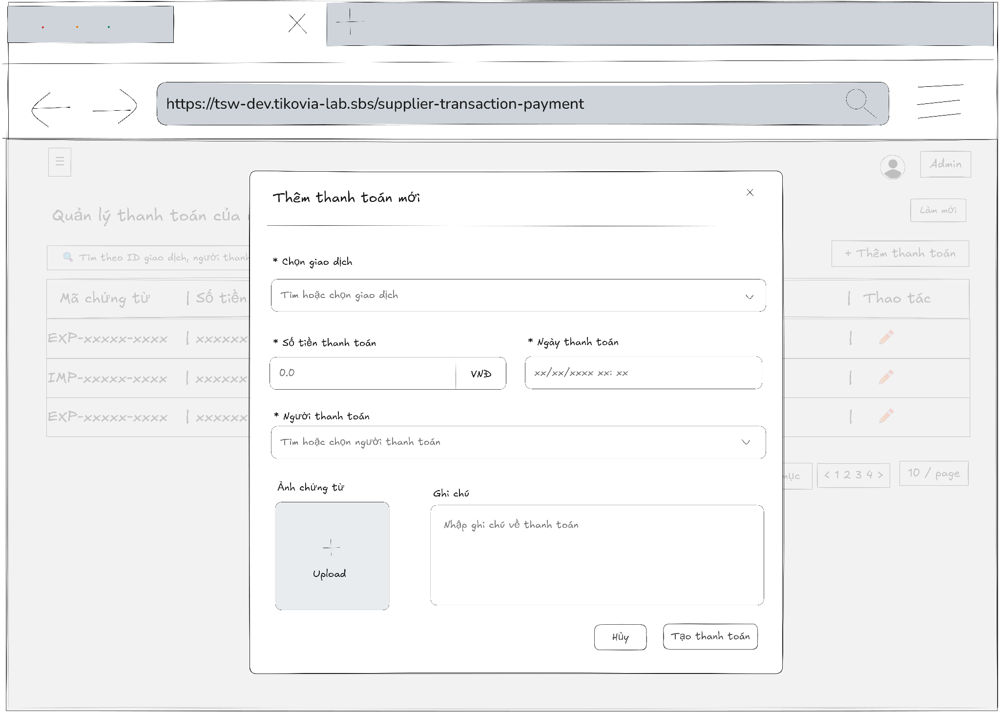 https://tsw-dev.tikovia-lab.sbs/supplier-transaction-payment
☰
Admin
Thêm thanh toán mới
Quản lý thanh toán của
Làm mới
Tìm theo ID giao dịch, người thanh
+ Thêm thanh toán
* Chọn giao dịch
Tìm hoặc chọn giao dịch
Mã chứng từ | Số tiền
| Thao tác
EXP-xxxxx-xxxx | xxxxxx
|
* Số tiền thanh toán
* Ngày thanh toán
0.0
VNĐ
xx/xx/xxxx xx: xx
IMP-xxxxx-xxxx | xxxxxx
|
EXP-xxxxx-xxxx | xxxxxx
|
* Người thanh toán
Tìm hoặc chọn người thanh toán
mục
< 1 2 3 4 >
10 / page
Ảnh chứng từ
Ghi chú
Upload
Nhập ghi chú về thanh toán
Hủy
Tạo thanh toán